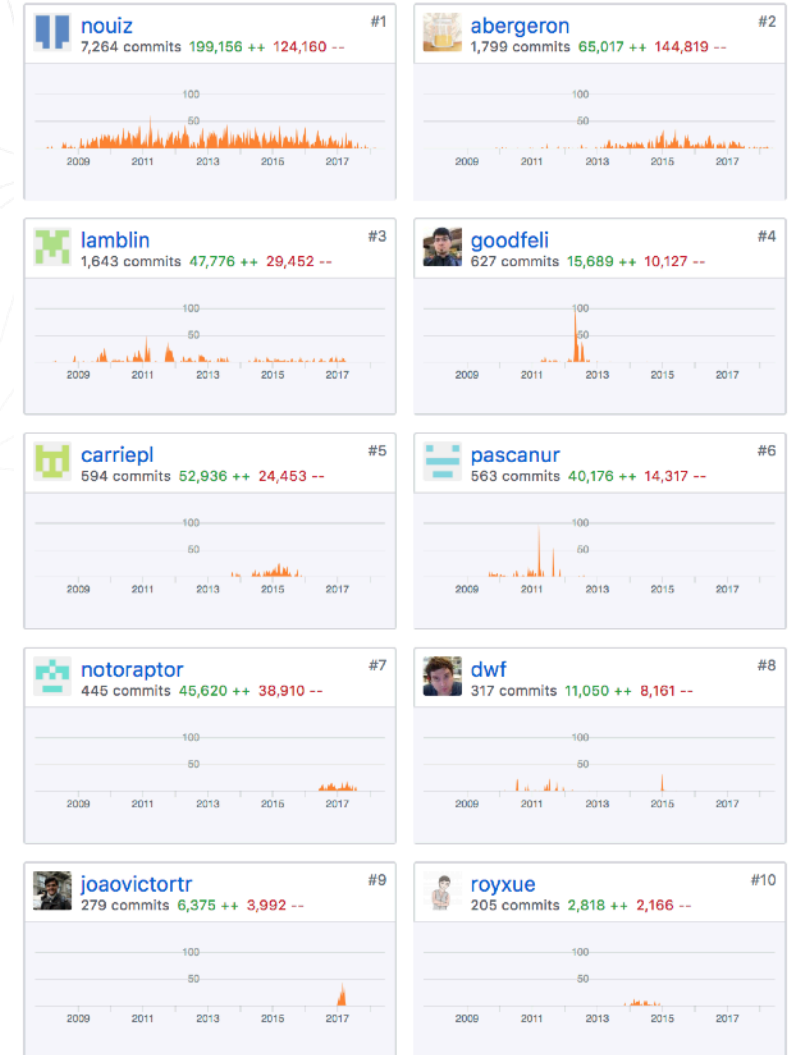 nouiz #1
7,264 commits 199,156 ++ 124,160 --
100
50
2009 2011 2013 2015 2017
abergeron #2
1,799 commits 65,017 ++ 144,819 --
100
50
2009 2011 2013 2015 2017
lamblin #3
1,643 commits 47,776 ++ 29,452 --
100
50
2009 2011 2013 2015 2017
goodfeli #4
627 commits 15,689 ++ 10,127 --
100
50
2009 2011 2013 2015 2017
carriepl #5
594 commits 52,936 ++ 24,453 --
100
50
2009 2011 2013 2015 2017
pascanur #6
563 commits 40,176 ++ 14,317 --
100
50
2009 2011 2013 2015 2017
notoraptor #7
445 commits 45,620 ++ 38,910 --
100
50
2009 2011 2013 2015 2017
dwf #8
317 commits 11,050 ++ 8,161 --
100
50
2009 2011 2013 2015 2017
joaovictortr #9
279 commits 6,375 ++ 3,992 --
100
50
2009 2011 2013 2015 2017
royxue #10
205 commits 2,818 ++ 2,166 --
100
50
2009 2011 2013 2015 2017